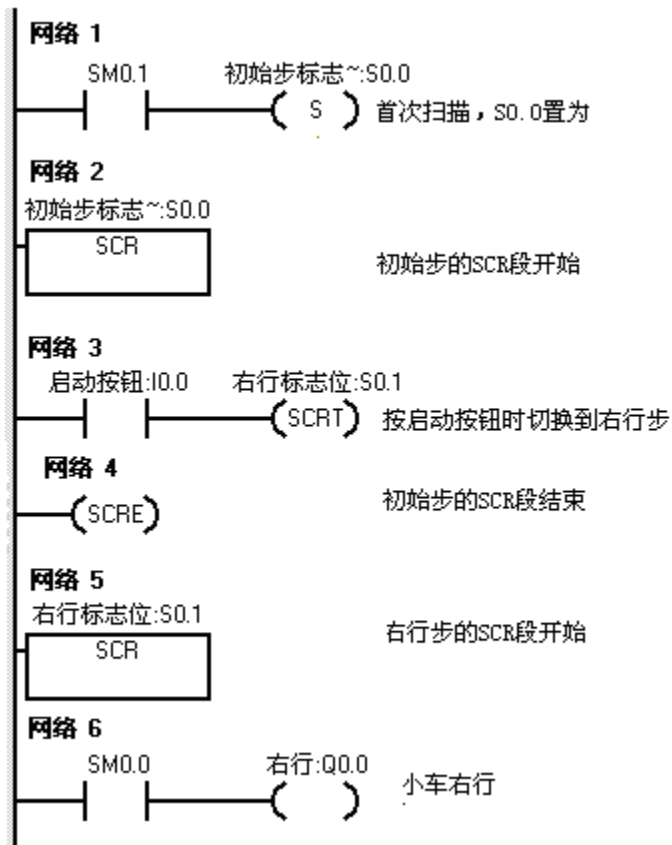 网络 1
SM0.1 初始步标志~:S0.0
S 首次扫描，S0.0置为
网络 2
初始步标志~:S0.0
SCR
初始步的SCR段开始
网络 3
启动按钮:I0.0 右行标志位:S0.1
SCRT 按启动按钮时切换到右行步
网络 4
SCRE 初始步的SCR段结束
网络 5
右行标志位:S0.1
SCR 右行步的SCR段开始
网络 6
SM0.0 右行:Q0.0
小车右行